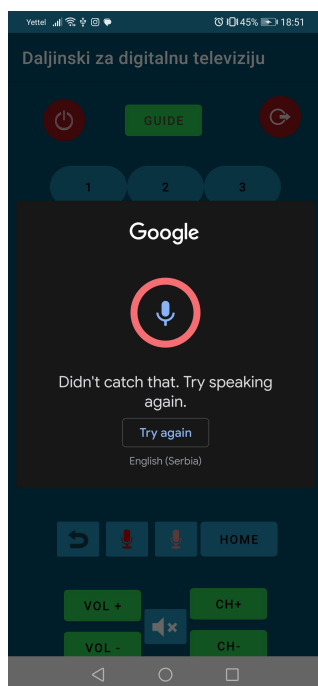 Yettel 45% 18:51
Daljinski za digitalnu televiziju
GUIDE
1 2 3
Google
Didn't catch that. Try speaking
again.
Try again
English (Serbia)
HOME
VOL + CH+
VOL - CH-